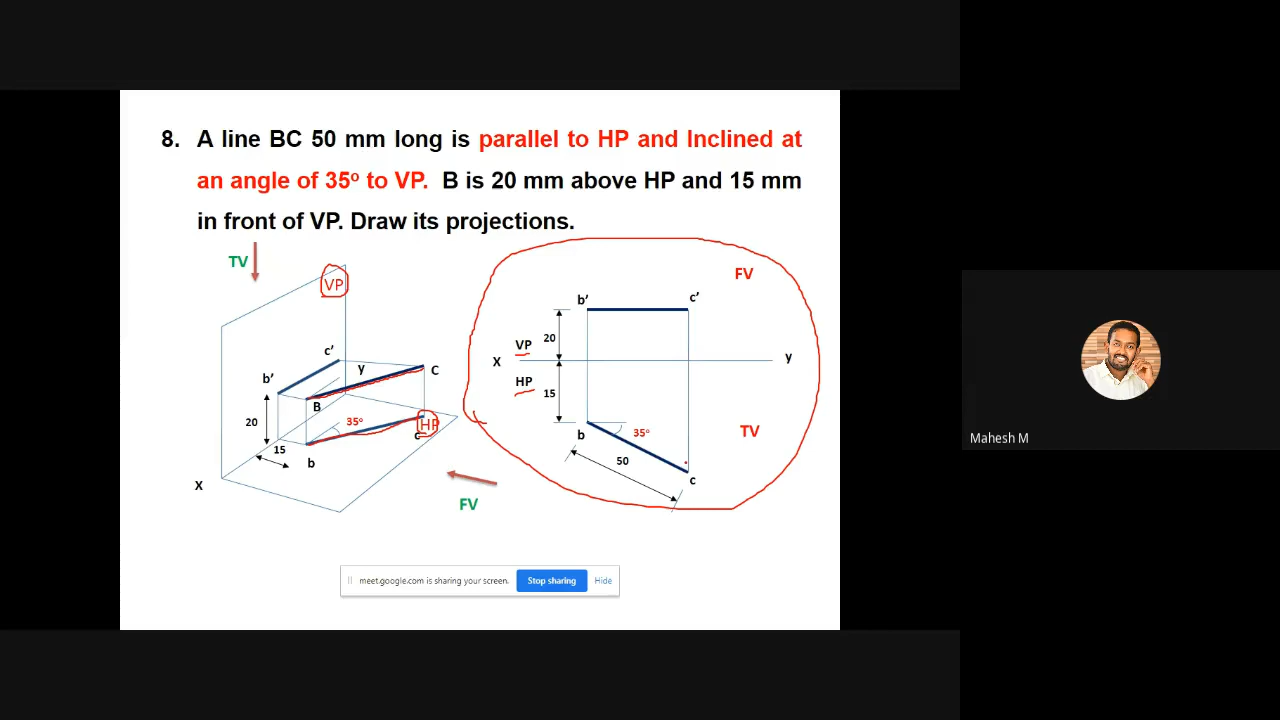 8. A line BC 50 mm long is parallel to HP and Inclined at
an angle of 35º to VP. B is 20 mm above HP and 15 mm
in front of VP. Draw its projections.
TV
VP
c’
y
C
b’
B
20
35º
HP
c
15
b
X
FV
FV
b’
c’
VP
20
X
y
HP
15
b
35º
TV
50
c
meet.google.com is sharing your screen.
Stop sharing
Hide
Mahesh M